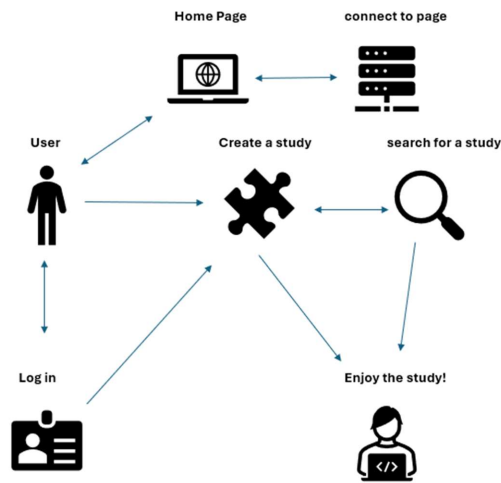 Home Page
connect to page
User
Create a study
search for a study
Log in
Enjoy the study!
</>